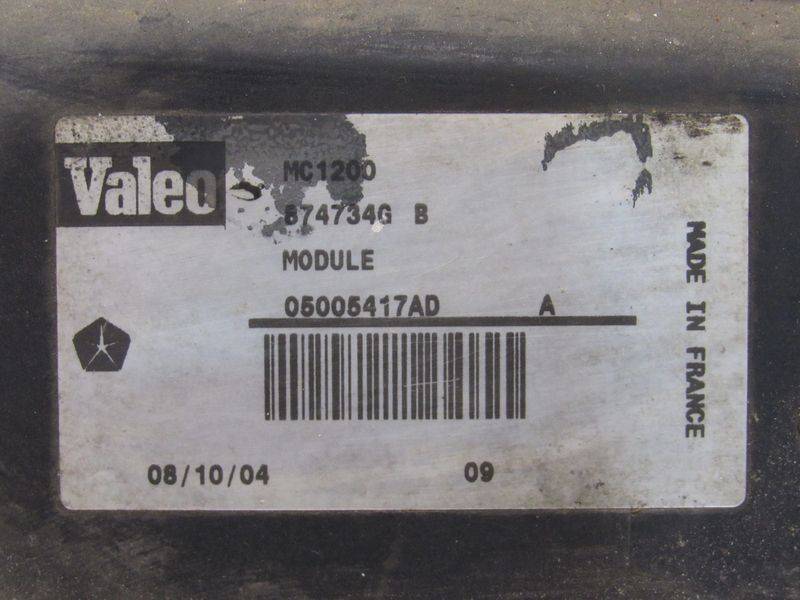 Valeo
MC1200
874734G B
MODULE
05005417AD A
MADE IN FRANCE
08/10/04 09